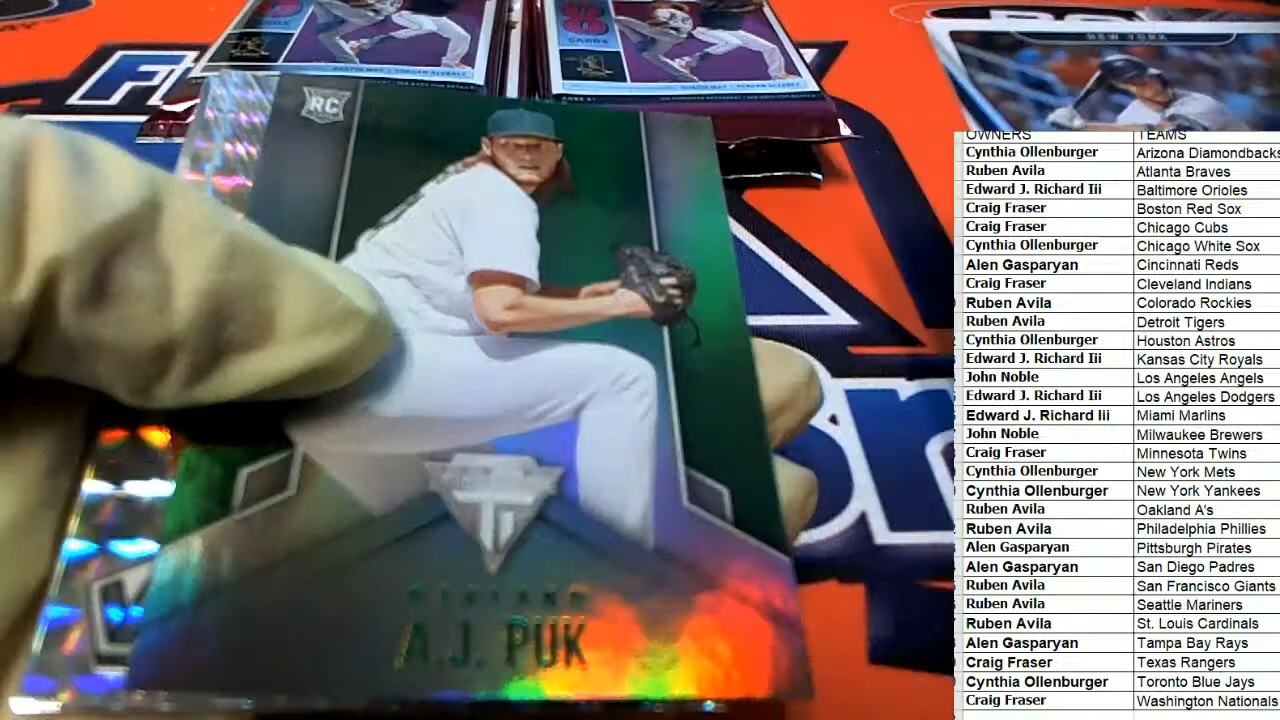 CARDS
CARDS
NEW YORK
RC
OAKLAND
A.J. PUK
OWNERS TEAMS
Cynthia Ollenburger Arizona Diamondbacks
Ruben Avila Atlanta Braves
Edward J. Richard Iii Baltimore Orioles
Craig Fraser Boston Red Sox
Craig Fraser Chicago Cubs
Cynthia Ollenburger Chicago White Sox
Alen Gasparyan Cincinnati Reds
Craig Fraser Cleveland Indians
Ruben Avila Colorado Rockies
Ruben Avila Detroit Tigers
Cynthia Ollenburger Houston Astros
Edward J. Richard Iii Kansas City Royals
John Noble Los Angeles Angels
Edward J. Richard Iii Los Angeles Dodgers
Edward J. Richard Iii Miami Marlins
John Noble Milwaukee Brewers
Craig Fraser Minnesota Twins
Cynthia Ollenburger New York Mets
Cynthia Ollenburger New York Yankees
Ruben Avila Oakland A's
Ruben Avila Philadelphia Phillies
Alen Gasparyan Pittsburgh Pirates
Alen Gasparyan San Diego Padres
Ruben Avila San Francisco Giants
Ruben Avila Seattle Mariners
Ruben Avila St. Louis Cardinals
Alen Gasparyan Tampa Bay Rays
Craig Fraser Texas Rangers
Cynthia Ollenburger Toronto Blue Jays
Craig Fraser Washington Nationals